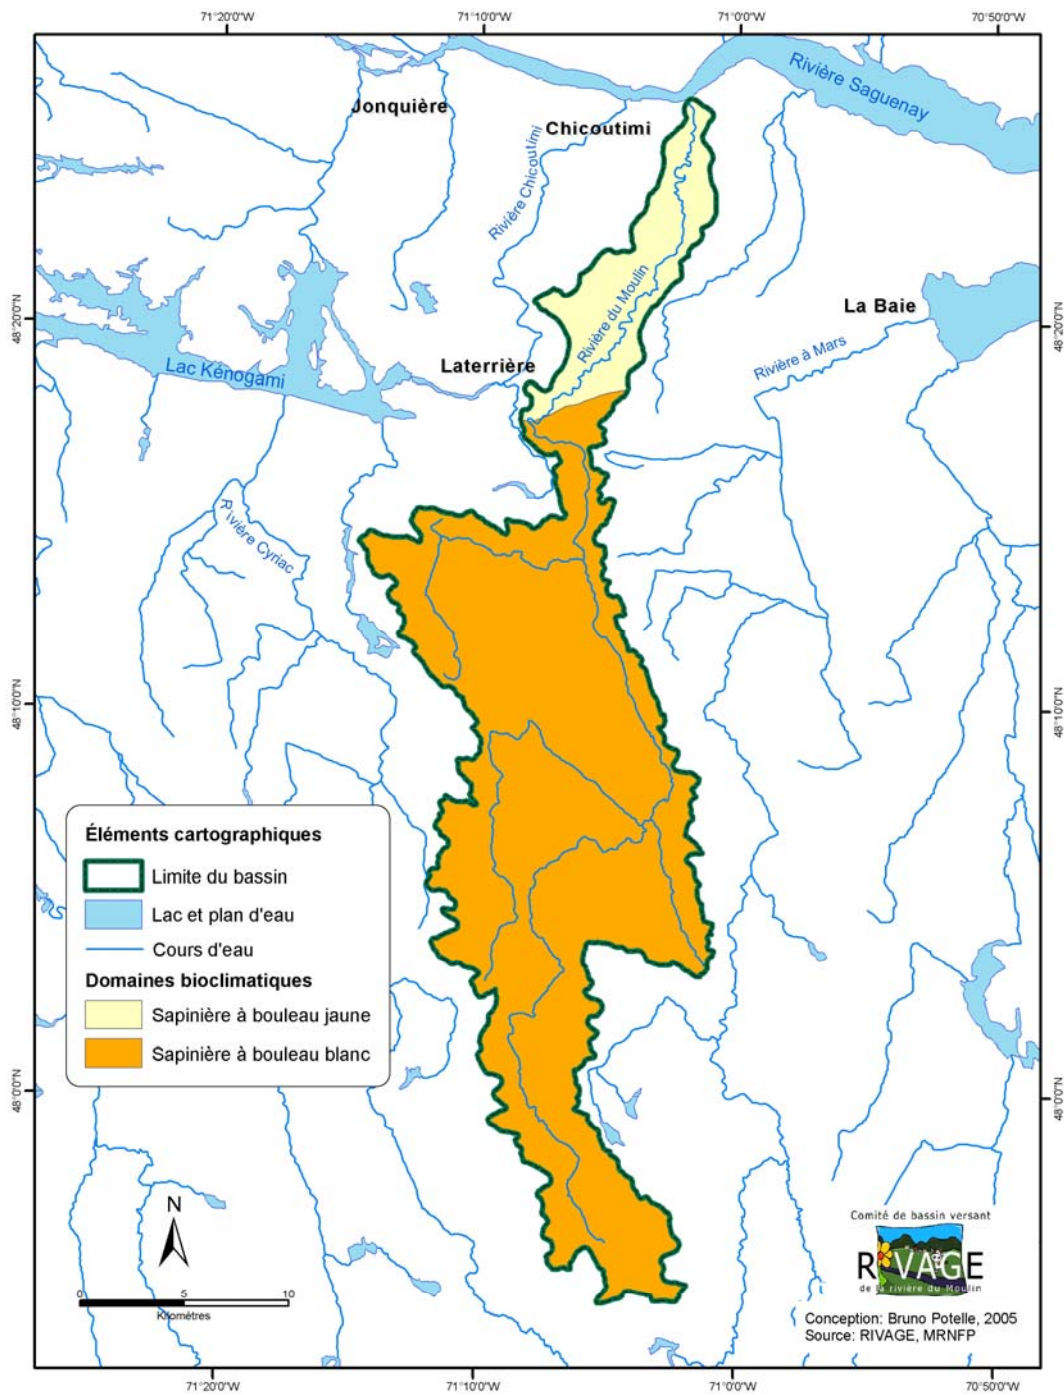 71°20'0"W
71°10'0"W
71°0'0"W
70°50'0"W
Rivière Saguenay
Jonquière
Chicoutimi
Rivière Chicoutimi
Rivière du Moulin
La Baie
48°20'0"N
48°20'0"N
Rivière à Mars
Laterrière
Lac Kénogami
Rivière Cyriac
48°10'0"N
48°10'0"N
Éléments cartographiques
Limite du bassin
Lac et plan d'eau
Cours d'eau
Domaines bioclimatiques
Sapinière à bouleau jaune
Sapinière à bouleau blanc
48°0'0"N
48°0'0"N
N
0 5 10
Kilomètres
Comité de bassin versant
RIVAGE
de la rivière du Moulin
Conception: Bruno Potelle, 2005
Source: RIVAGE, MRNFP
71°20'0"W
71°10'0"W
71°0'0"W
70°50'0"W